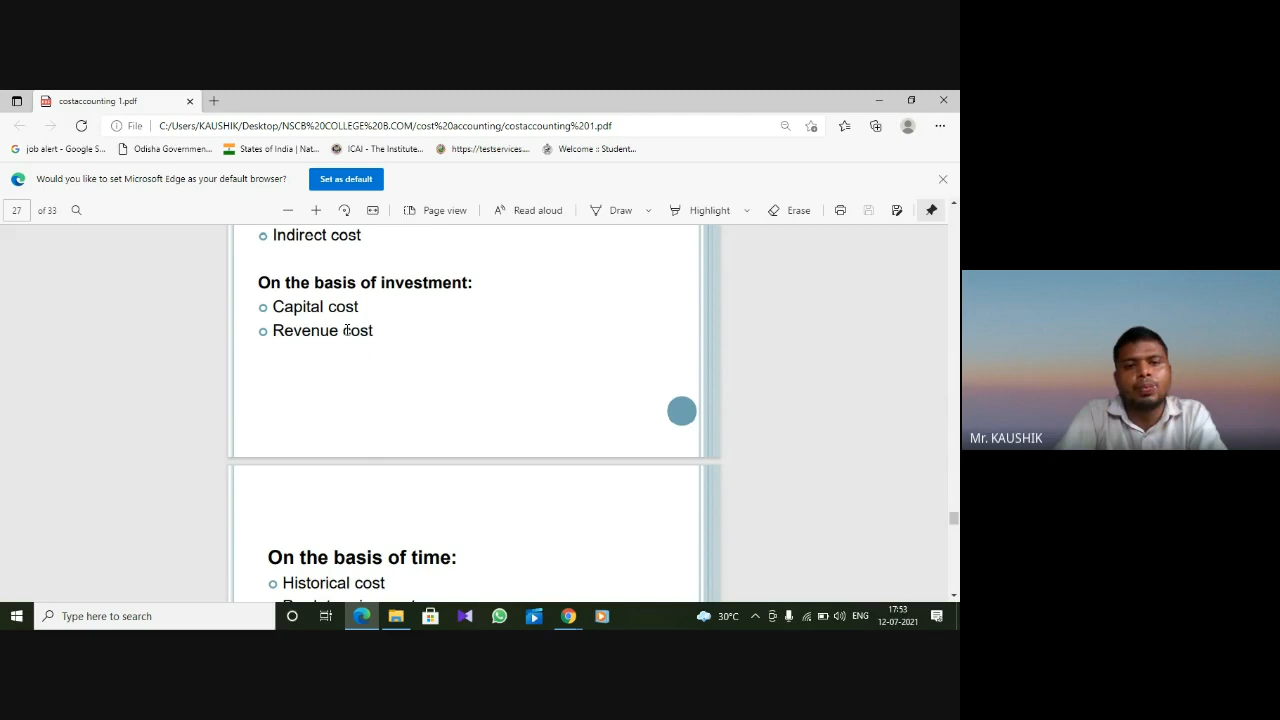 costaccounting 1.pdf
File C:/Users/KAUSHIK/Desktop/NSCB%20COLLEGE%20B.COM/cost%20accounting/costaccounting%201.pdf
job alert - Google S... Odisha Governmen... States of India | Nat... ICAI - The Institute... https://testservices.... Welcome :: Student...
Would you like to set Microsoft Edge as your default browser? Set as default
27 of 33 Page view Read aloud Draw Highlight Erase
Indirect cost
On the basis of investment:
Capital cost
Revenue cost
On the basis of time:
Historical cost
Mr. KAUSHIK
Type here to search 30°C ENG 17:53
12-07-2021